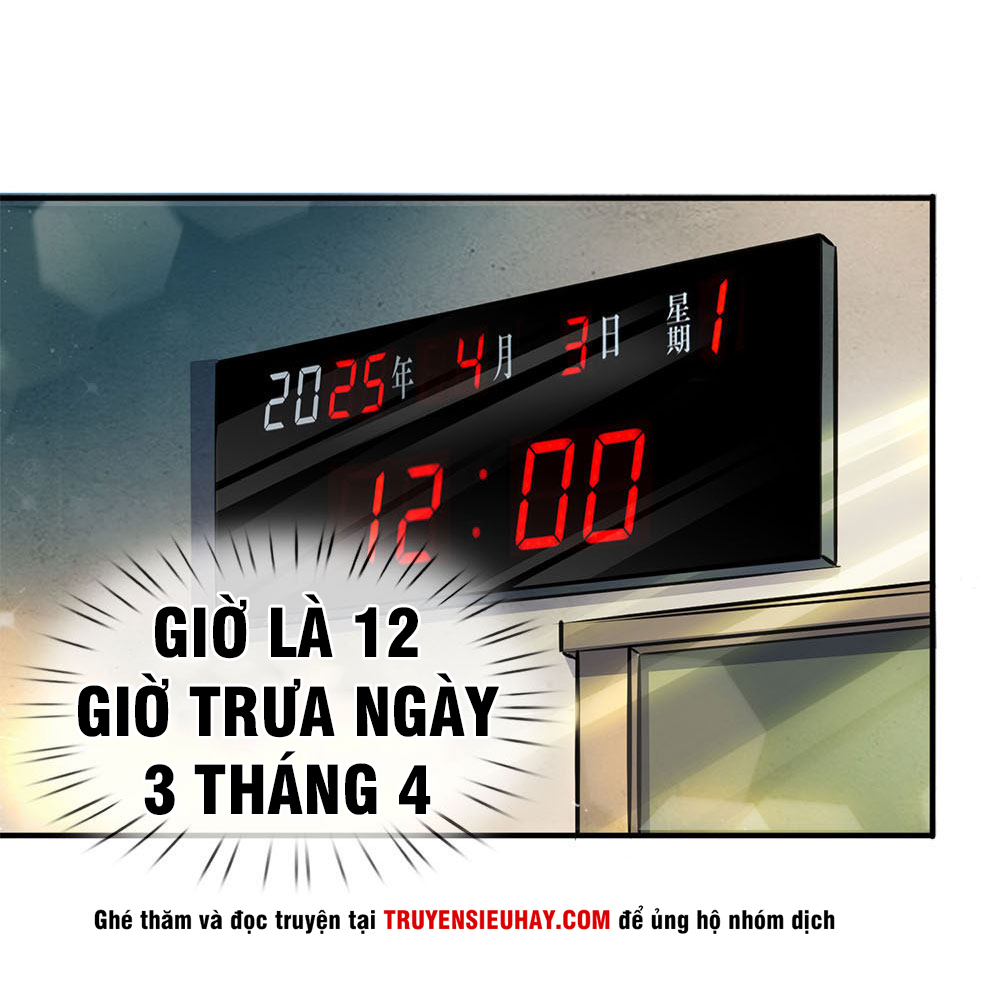 2025年 4月 3日 星期 1
12:00
GIỜ LÀ 12
GIỜ TRƯA NGÀY
3 THÁNG 4
Ghé thăm và đọc truyện tại TRUYENSIEUHAY.COM để ủng hộ nhóm dịch